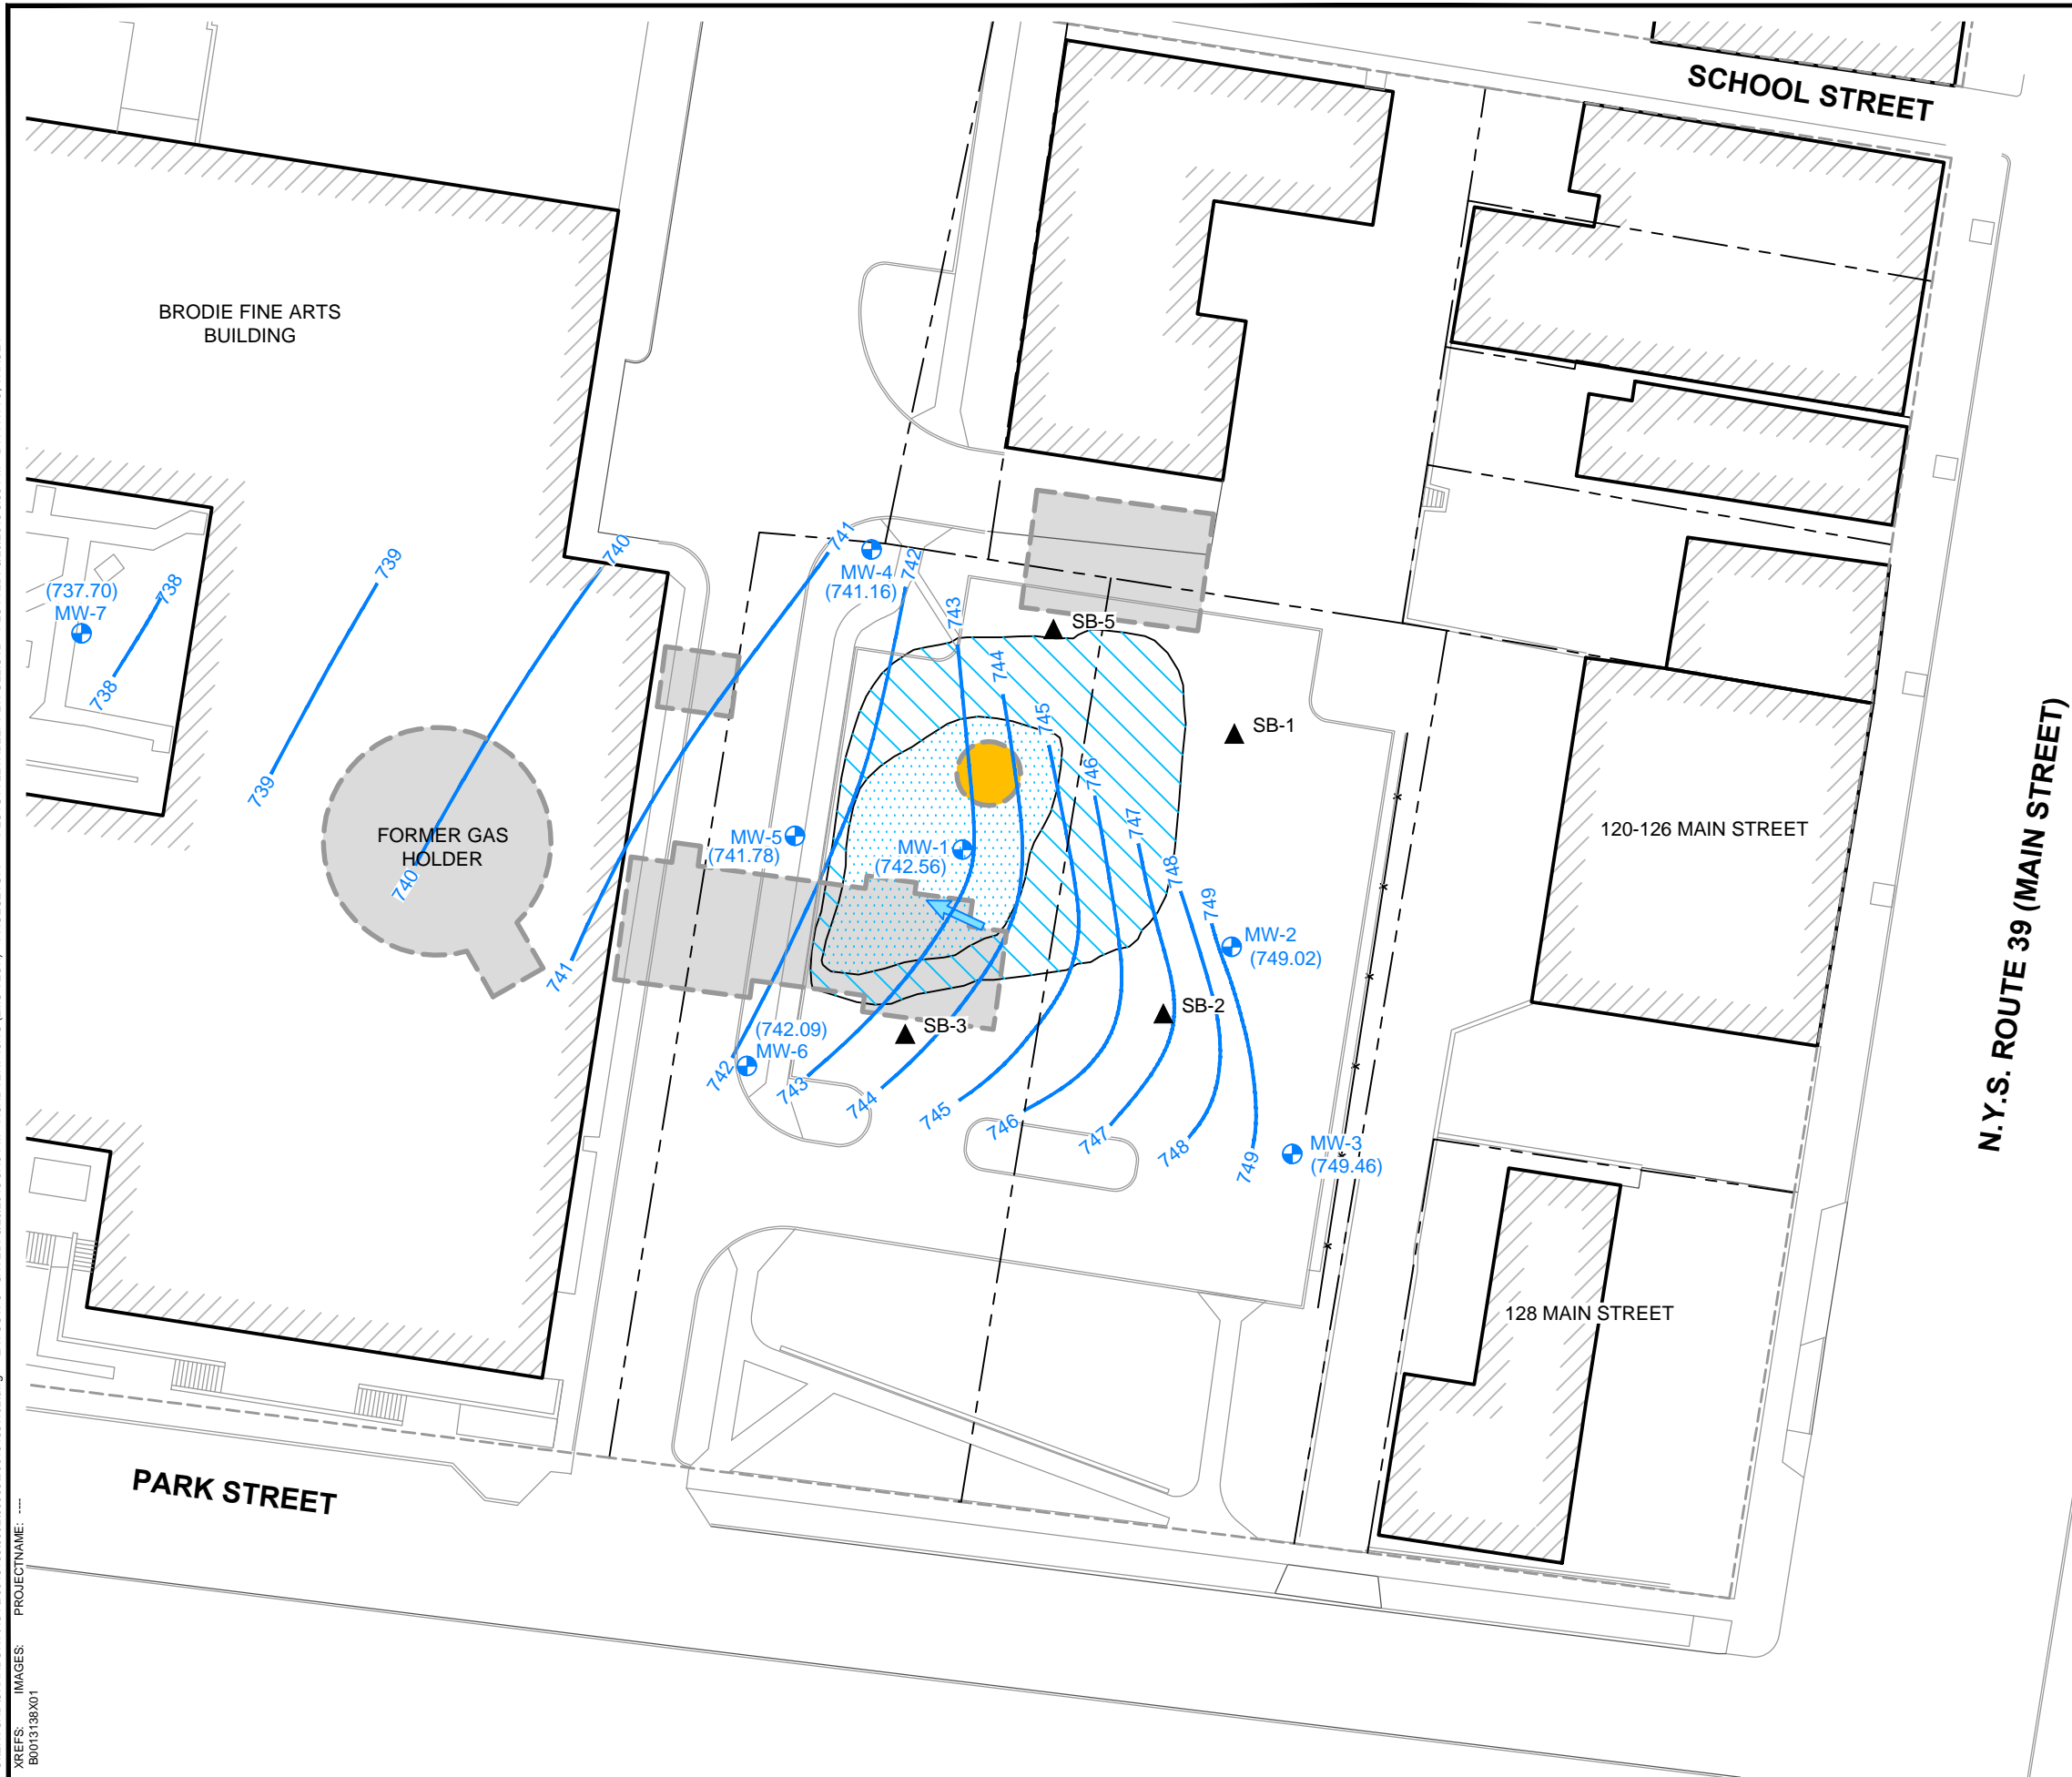 SCHOOL STREET
BRODIE FINE ARTS
BUILDING
741
740
739
742
MW-4
(741.16)
738
(737.70)
MW-7
743
SB-5
744
738
745
SB-1
746
739
747
FORMER GAS
HOLDER
MW-5
(741.78)
MW-1
(742.56)
120-126 MAIN STREET
740
748
749
MW-2
(749.02)
N.Y.S. ROUTE 39 (MAIN STREET)
741
SB-2
SB-3
(742.09)
MW-6
742
743
744
745
746
747
748
749
MW-3
(749.46)
128 MAIN STREET
PARK STREET
XREFS:
IMAGES:
PROJECTNAME: ----
B0013138X01